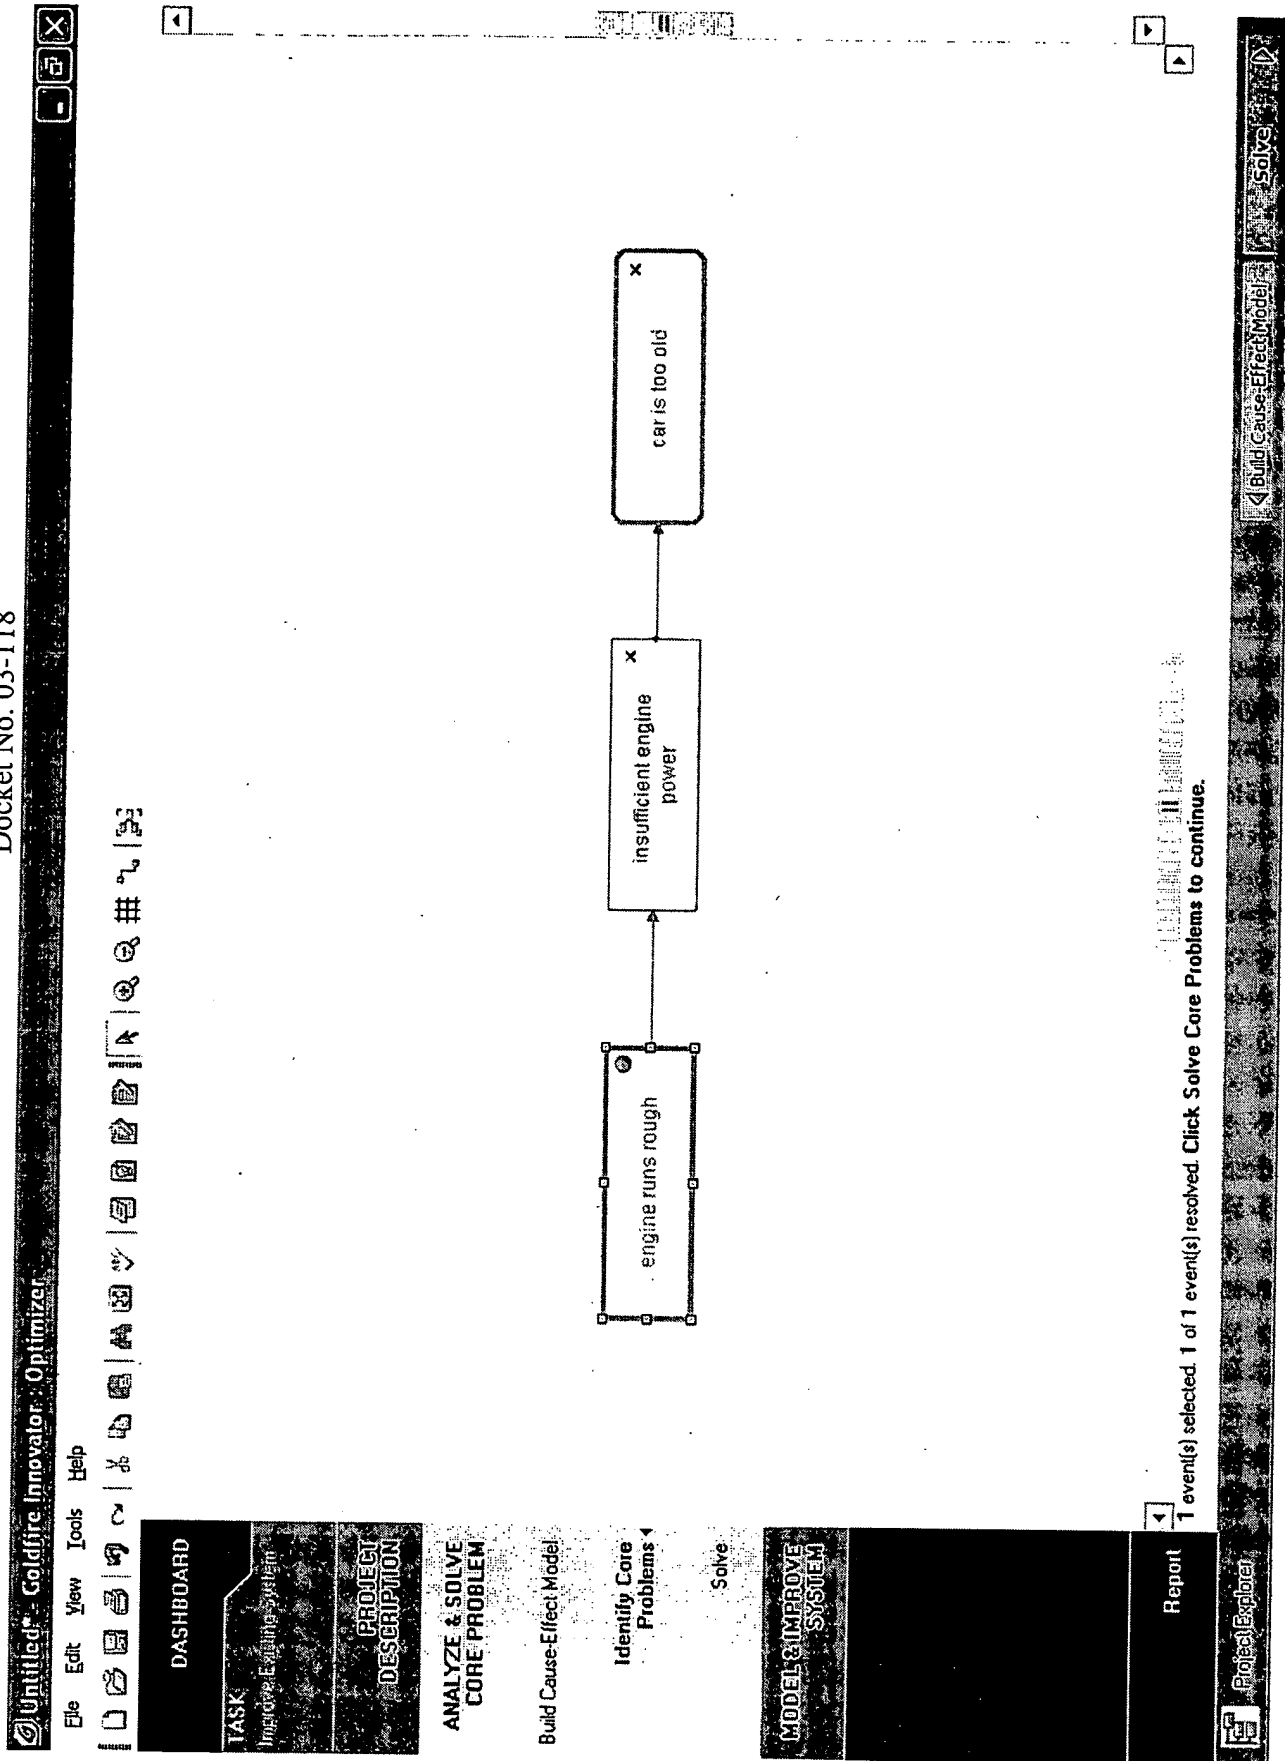 Docket No. 03-118
Untitled* - Goldfire Innovator : Optimizer
File Edit View Tools Help
DASHBOARD
TASK
Improve Existing System
PROJECT
DESCRIPTION
ANALYZE & SOLVE
CORE PROBLEM
Build Cause-Effect Model
Identify Core
Problems
Solve
MODEL & IMPROVE
SYSTEM
Report
engine runs rough
insufficient engine
power
car is too old
1 event(s) selected. 1 of 1 event(s) resolved. Click Solve Core Problems to continue.
Project Explorer
Build Cause-Effect Model
Solve